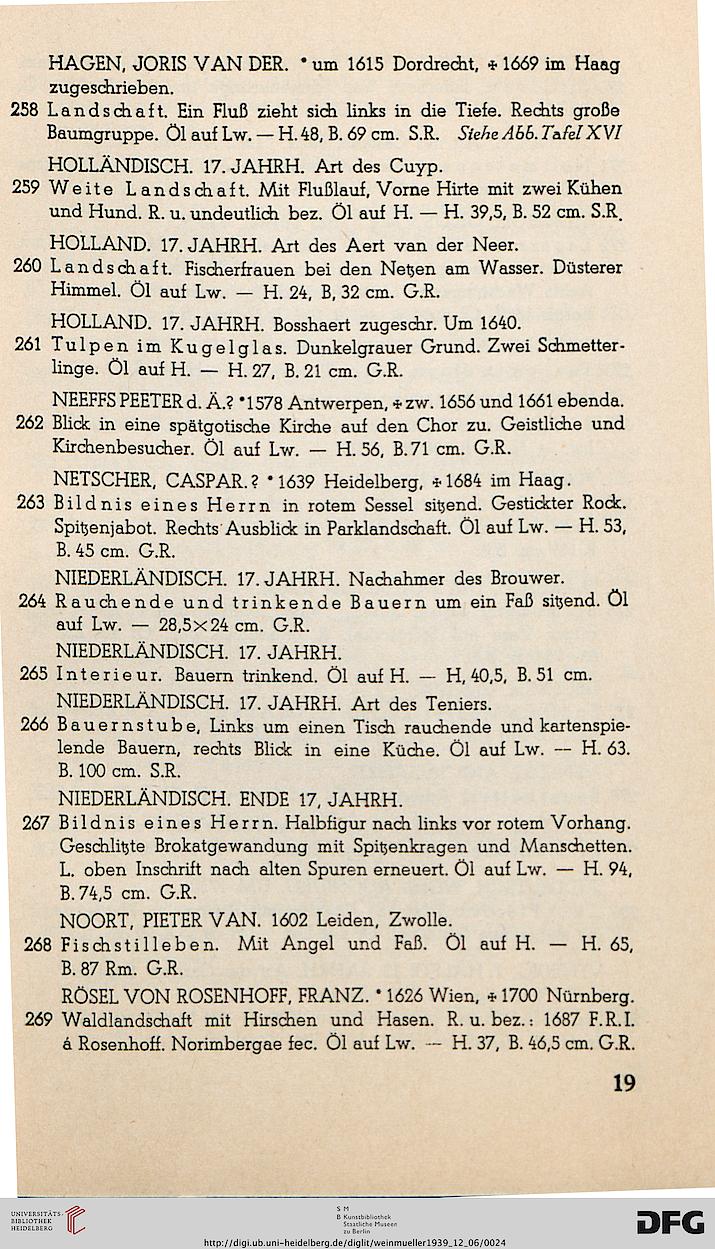 HAGEN, JORIS VAN DER. * um 1615 Dordrecht, + 1669 im Haag
zugeschrieben.
258 Landschaft. Ein Fluß zieht sich links in die Tiefe. Rechts große
Baumgruppe. Öl auf Lw. — H. 48, B. 69 cm. S.R. Siehe Abb. Tafel XVI
HOLLÄNDISCH. 17. JAHRH. Art des Cuyp.
259 Weite Landschaft. Mit Flußlauf, Vorne Hirte mit zwei Kühen
und Hund. R. u. undeutlich bez. Öl auf H. — H. 39,5, B. 52 cm. S.R.
HOLLAND. 17. JAHRH. Art des Aert van der Neer.
260 Landschaft. Fischerfrauen bei den Netzen am Wasser. Düsterer
Himmel. Öl auf Lw. — H. 24, B, 32 cm. G.R.
HOLLAND. 17. JAHRH. Bosshaert zugeschr. Um 1640.
261 Tulpen im Kugelglas. Dunkelgrauer Grund. Zwei Schmetter-
linge. Öl auf H. — H. 27, B. 21 cm. G.R.
NEEFFS PEETER d. Ä.? *1578 Antwerpen, + zw. 1656 und 1661 ebenda.
262 Blick in eine spätgotische Kirche auf den Chor zu. Geistliche und
Kirchenbesucher. Öl auf Lw. — H. 56, B. 71 cm. G.R.
NETSCHER, CASPAR.? * 1639 Heidelberg, + 1684 im Haag.
263 Bildnis eines Herrn in rotem Sessel sitzend. Gestickter Rock.
Spitzenjabot. Rechts Ausblick in Parklandschaft. Öl auf Lw. — H. 53,
B. 45 cm. G.R.
NIEDERLÄNDISCH. 17. JAHRH. Nachahmer des Brouwer.
264 Rauchende und trinkende Bauern um ein Faß sitzend. Öl
auf Lw. — 28,5×24 cm. G.R.
NIEDERLÄNDISCH. 17. JAHRH.
265 Interieur. Bauern trinkend. Öl auf H. — H, 40,5, B. 51 cm.
NIEDERLÄNDISCH. 17. JAHRH. Art des Teniers.
266 Bauernstube, Links um einen Tisch rauchende und kartenspie-
lende Bauern, rechts Blick in eine Küche. Öl auf Lw. — H. 63.
B. 100 cm. S.R.
NIEDERLÄNDISCH. ENDE 17, JAHRH.
267 Bildnis eines Herrn. Halbfigur nach links vor rotem Vorhang.
Geschlitzte Brokatgewandung mit Spitzenkragen und Manschetten.
L. oben Inschrift nach alten Spuren erneuert. Öl auf Lw. — H. 94,
B. 74,5 cm. G.R.
NOORT, PIETER VAN. 1602 Leiden, Zwolle.
268 Fischstilleben. Mit Angel und Faß. Öl auf H. — H. 65,
B. 87 Rm. G.R.
RÖSEL VON ROSENHOFF, FRANZ. * 1626 Wien, + 1700 Nürnberg.
269 Waldlandschaft mit Hirschen und Hasen. R. u. bez.: 1687 F.R.I.
á Rosenhoff. Norimbergae fec. Öl auf Lw. — H. 37, B. 46,5 cm. G.R.
19
UNIVERSITÄTS-
BIBLIOTHEK
HEIDELBERG
S M
B Kunstbibliothek
Staatliche Museen
zu Berlin
DFG
http://digi.ub.uni-heidelberg.de/diglit/weinmueller1939_12_06/0024